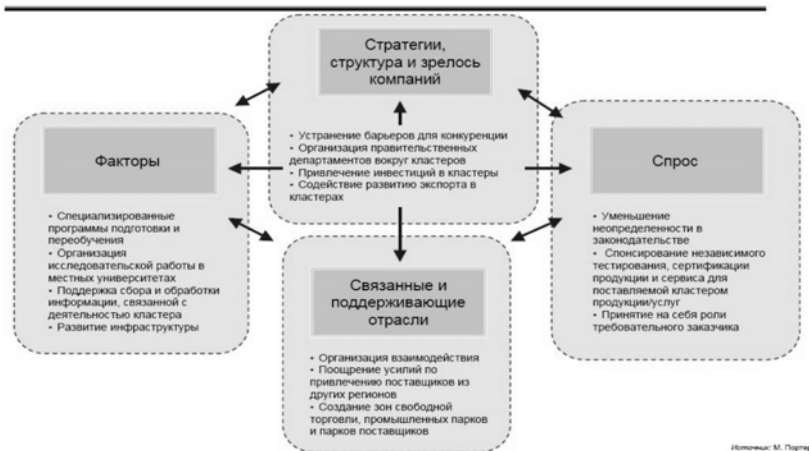 Стратегии,
структура и зрелось
компаний
• Устранение барьеров для конкуренции
• Организация правительственных
департаментов вокруг кластеров
• Привлечение инвестиций в кластеры
• Содействие развитию экспорта в
кластерах
Факторы
• Специализированные
программы подготовки и
переобучения
• Организация
исследовательской работы в
местных университетах
• Поддержка сбора и обработки
информации, связанной с
деятельностью кластера
• Развитие инфраструктуры
Спрос
• Уменьшение
неопределенности в
законодательстве
• Спонсирование независимого
тестирования, сертификации
продукции и сервиса для
поставляемой кластером
продукции/услуг
• Принятие на себя роли
требовательного заказчика
Связанные и
поддерживающие
отрасли
• Организация взаимодействия
• Поощрение усилий по
привлечению поставщиков из
других регионов
• Создание зон свободной
торговли, промышленных парков
и парков поставщиков
Источник: М. Портер